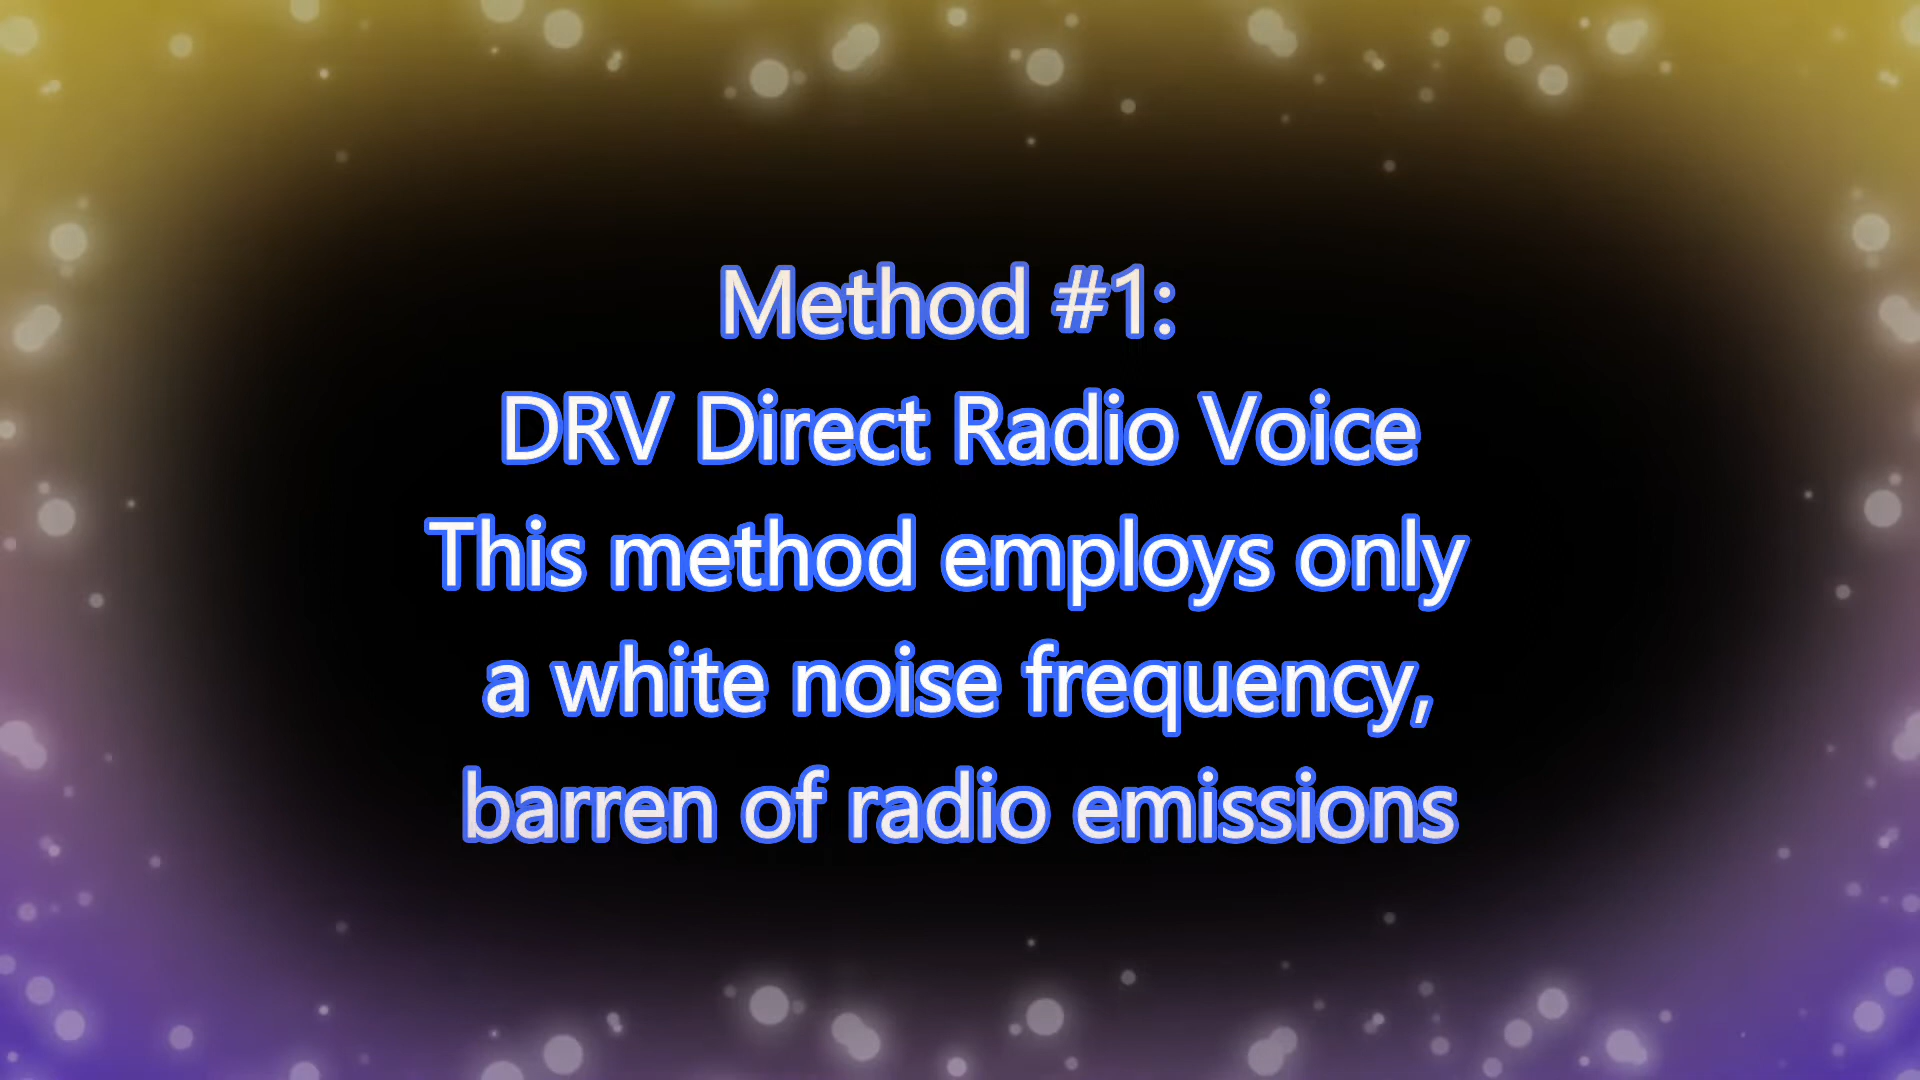 Method #1:
DRV Direct Radio Voice
This method employs only
a white noise frequency,
barren of radio emissions